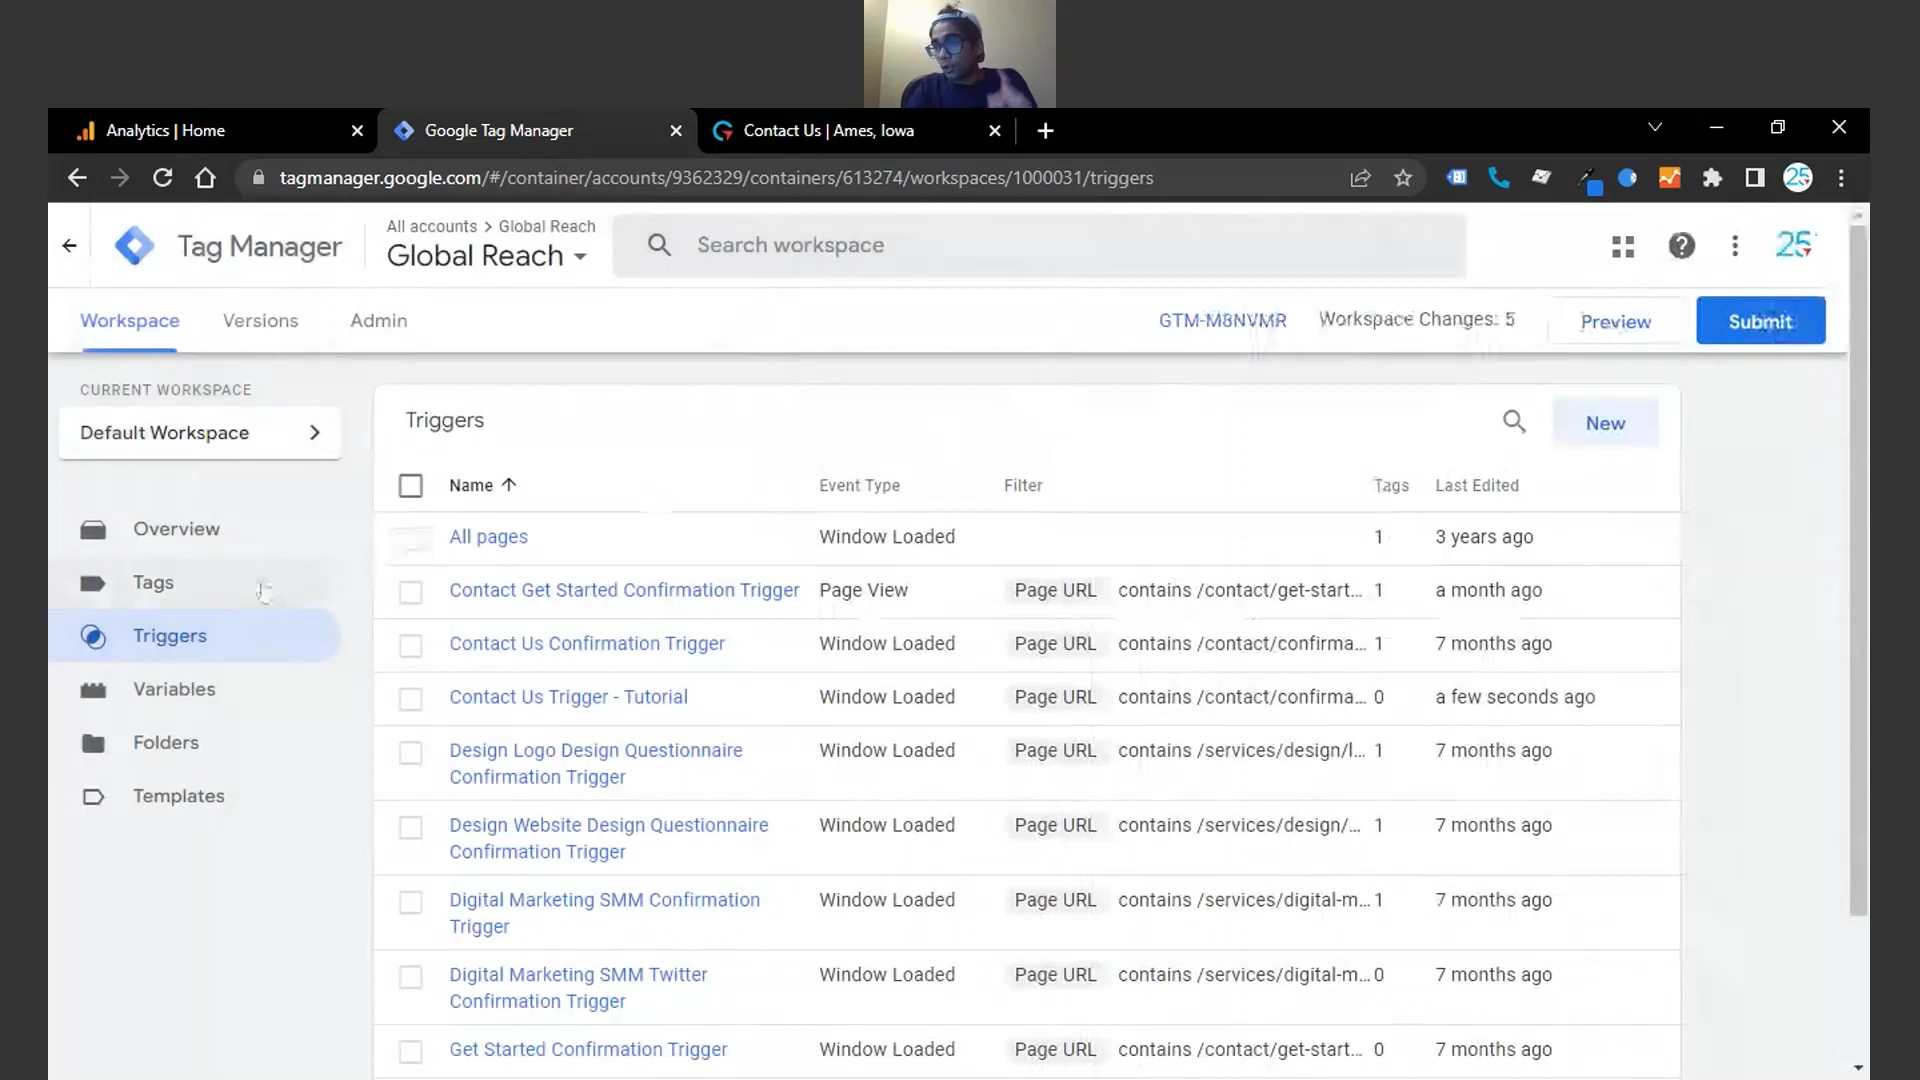 Analytics | Home
Google Tag Manager
Contact Us | Ames, Iowa
tagmanager.google.com/#/container/accounts/9362329/containers/613274/workspaces/1000031/triggers
25
Tag Manager
All accounts > Global Reach
Global Reach
Search workspace
25
Workspace
Versions
Admin
GTM-M8NVMR
Workspace Changes: 5
Preview
Submit
CURRENT WORKSPACE
Default Workspace
Overview
Tags
Triggers
Variables
Folders
Templates
Triggers
New
Name Event Type Filter Tags Last Edited
All pages Window Loaded 1 3 years ago
Contact Get Started Confirmation Trigger Page View Page URL contains /contact/get-start... 1 a month ago
Contact Us Confirmation Trigger Window Loaded Page URL contains /contact/confirma... 1 7 months ago
Contact Us Trigger - Tutorial Window Loaded Page URL contains /contact/confirma... 0 a few seconds ago
Design Logo Design Questionnaire Window Loaded Page URL contains /services/design/l... 1 7 months ago
Confirmation Trigger
Design Website Design Questionnaire Window Loaded Page URL contains /services/design/... 1 7 months ago
Confirmation Trigger
Digital Marketing SMM Confirmation Window Loaded Page URL contains /services/digital-m... 1 7 months ago
Trigger
Digital Marketing SMM Twitter Window Loaded Page URL contains /services/digital-m... 0 7 months ago
Confirmation Trigger
Get Started Confirmation Trigger Window Loaded Page URL contains /contact/get-start... 0 7 months ago